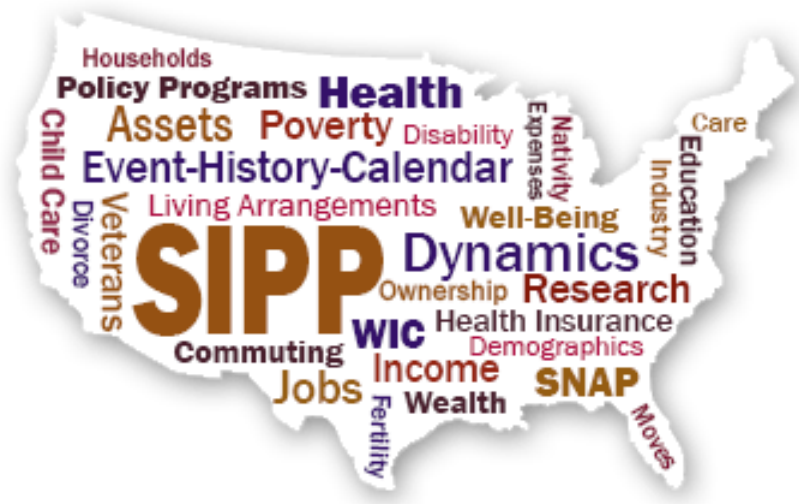 Households
Policy Programs
Health
Assets
Poverty
Disability
Expenses
Nativity
Care
Child Care
Event-History-Calendar
Education
Industry
Divorce
Veterans
Living Arrangements
Well-Being
SIPP
Dynamics
Ownership
Research
WIC
Health Insurance
Commuting
Demographics
Income
Jobs
SNAP
Fertility
Wealth
Moves